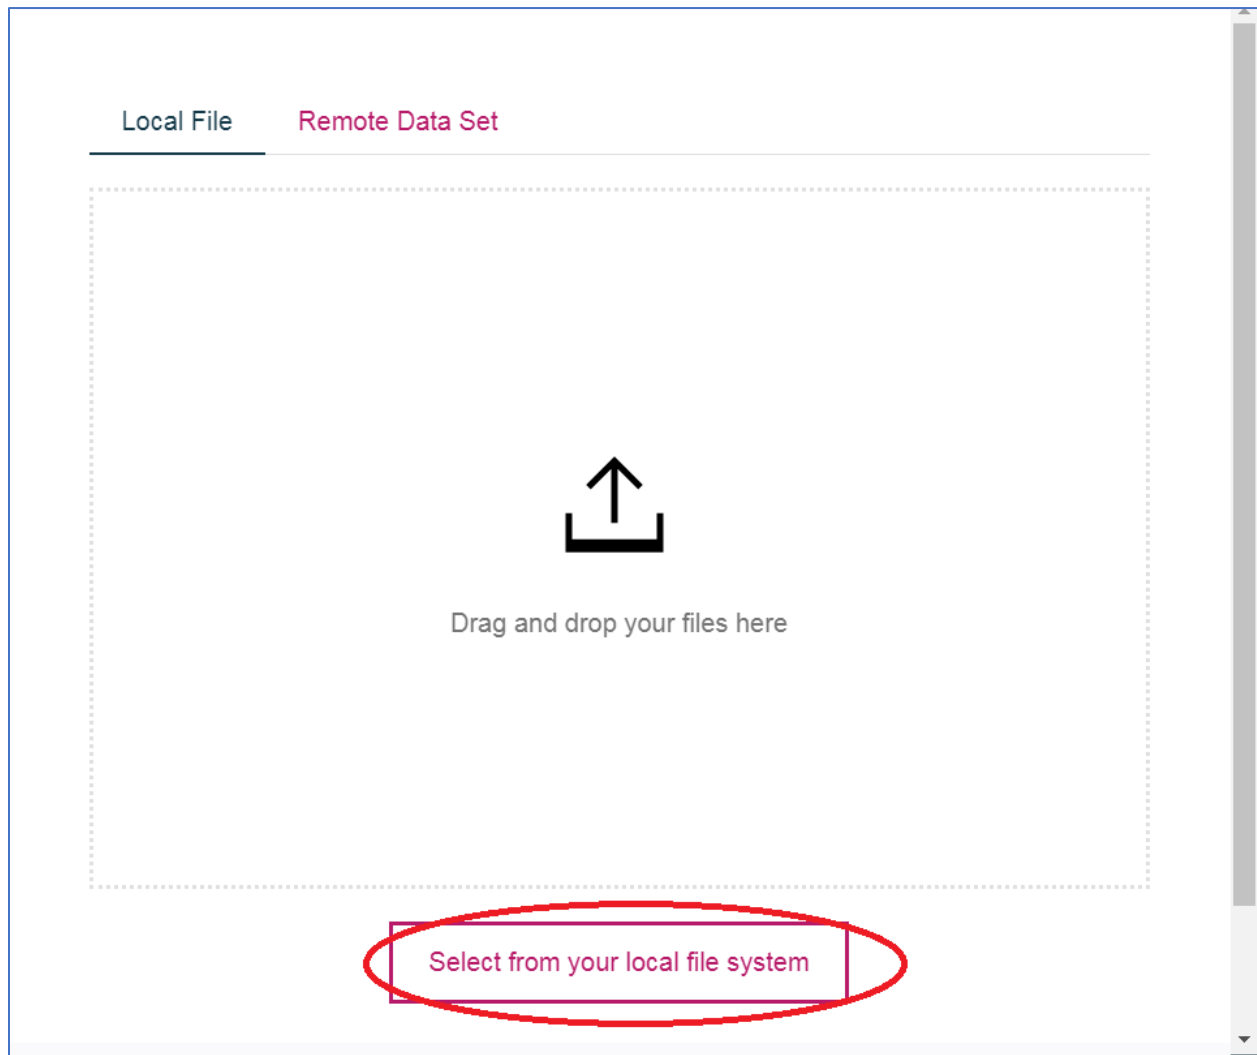 Local File
Remote Data Set
Drag and drop your files here
Select from your local file system